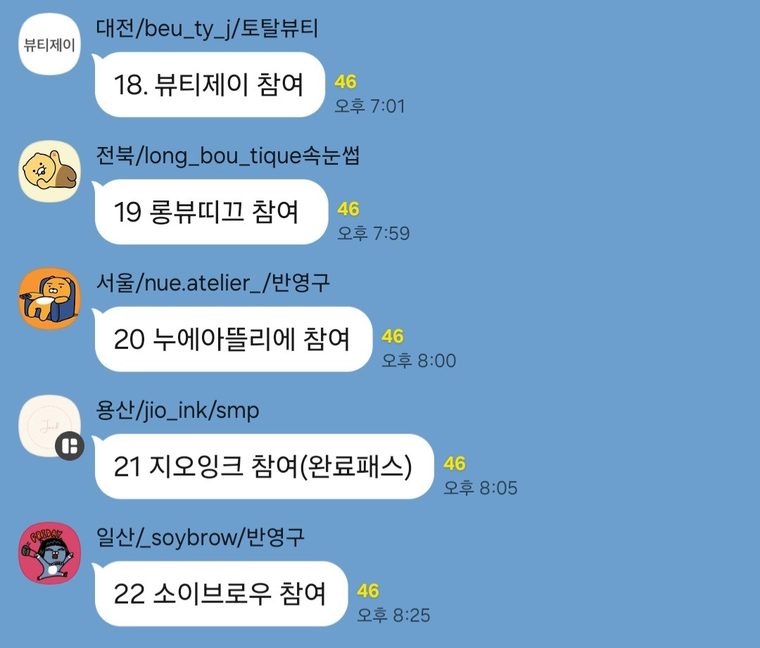 뷰티제이
대전/beu_ty_j/토탈뷰티
18. 뷰티제이 참여
46
오후 7:01
전북/long_bou_tique속눈썹
19 롱뷰띠끄 참여
46
오후 7:59
서울/nue.atelier_/반영구
20 누에아뜰리에 참여
46
오후 8:00
용산/jio_ink/smp
21 지오잉크 참여(완료패스)
46
오후 8:05
일산/_soybrow/반영구
22 소이브로우 참여
46
오후 8:25